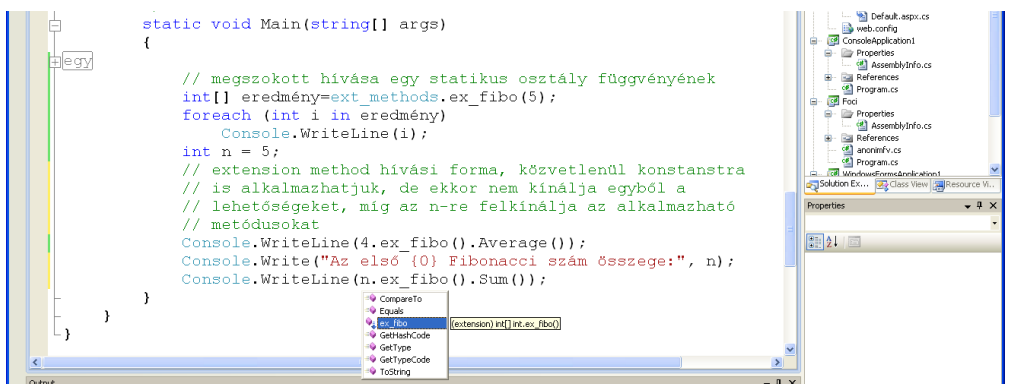 static void Main(string[] args)
{
egy
// megszokott hívása egy statikus osztály függvényének
int[] eredmény=ext_methods.ex_fibo(5);
foreach (int i in eredmény)
Console.WriteLine(i);
int n = 5;
// extension method hívási forma, közvetlenül konstanstra
// is alkalmazhatjuk, de ekkor nem kínálja egyből a
// lehetőségeket, míg az n-re felkínálja az alkalmazható
// metódusokat
Console.WriteLine(4.ex_fibo().Average());
Console.Write("Az első {0} Fibonacci szám összege:", n);
Console.WriteLine(n.ex_fibo().Sum());
}
}
}
CompareTo
Equals
ex_fibo
(extension) int[] int.ex_fibo()
GetHashCode
GetType
GetTypeCode
ToString
Output
Default.aspx.cs
web.config
ConsoleApplication1
Properties
AssemblyInfo.cs
References
Program.cs
Foci
Properties
AssemblyInfo.cs
References
anonimfv.cs
Program.cs
WindowsFormsApplication1
Solution Ex...
Class View
Resource Vi...
Properties